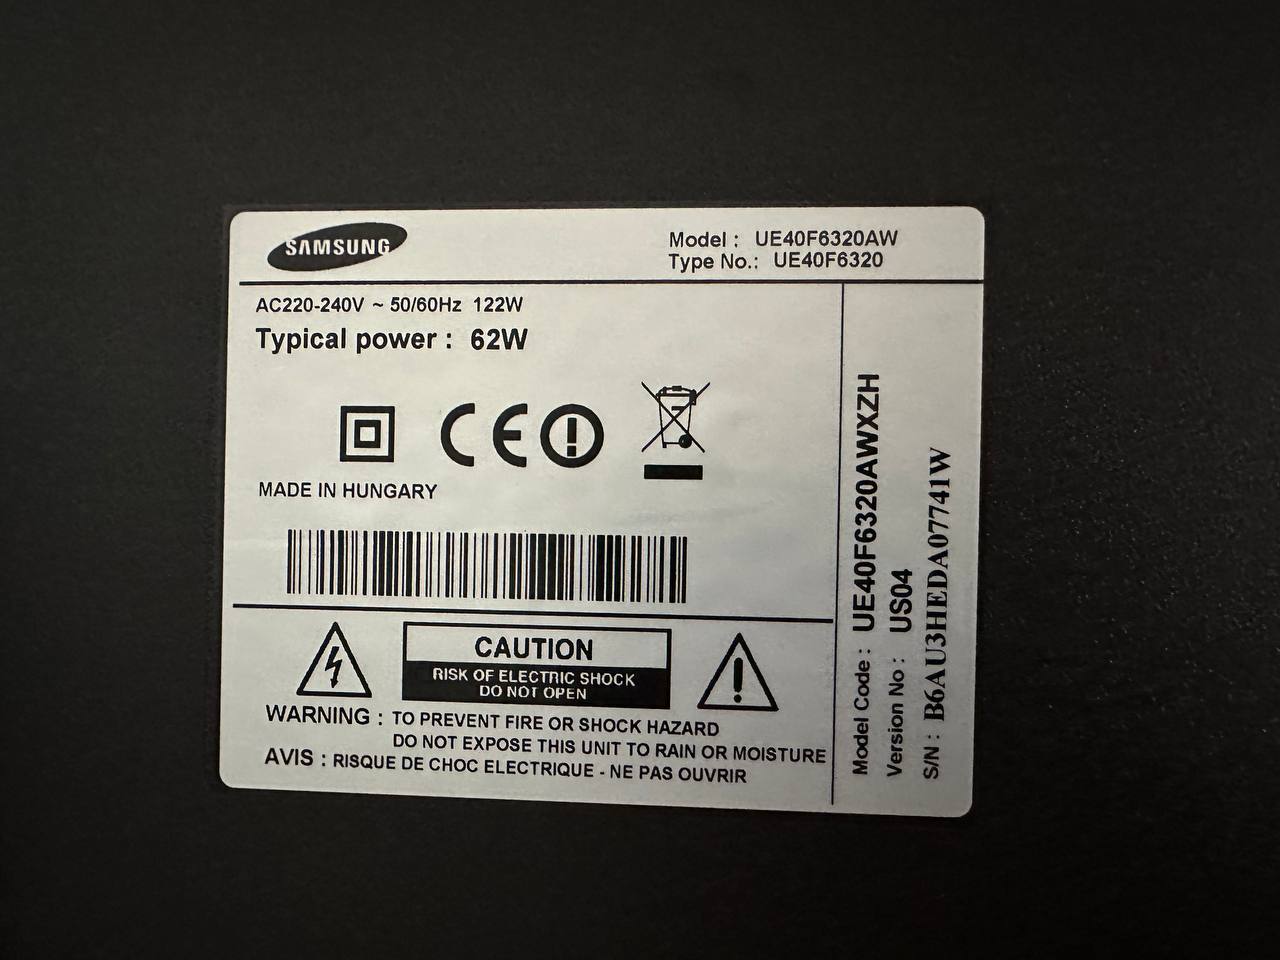 SAMSUNG
Model : UE40F6320AW
Type No.: UE40F6320
AC220-240V ~ 50/60Hz 122W
Typical power : 62W
MADE IN HUNGARY
CAUTION
RISK OF ELECTRIC SHOCK
DO NOT OPEN
WARNING : TO PREVENT FIRE OR SHOCK HAZARD
DO NOT EXPOSE THIS UNIT TO RAIN OR MOISTURE
AVIS : RISQUE DE CHOC ELECTRIQUE - NE PAS OUVRIR
Model Code : UE40F6320AWXZH
Version No : US04
S/N : B6AU3HEDA07741W